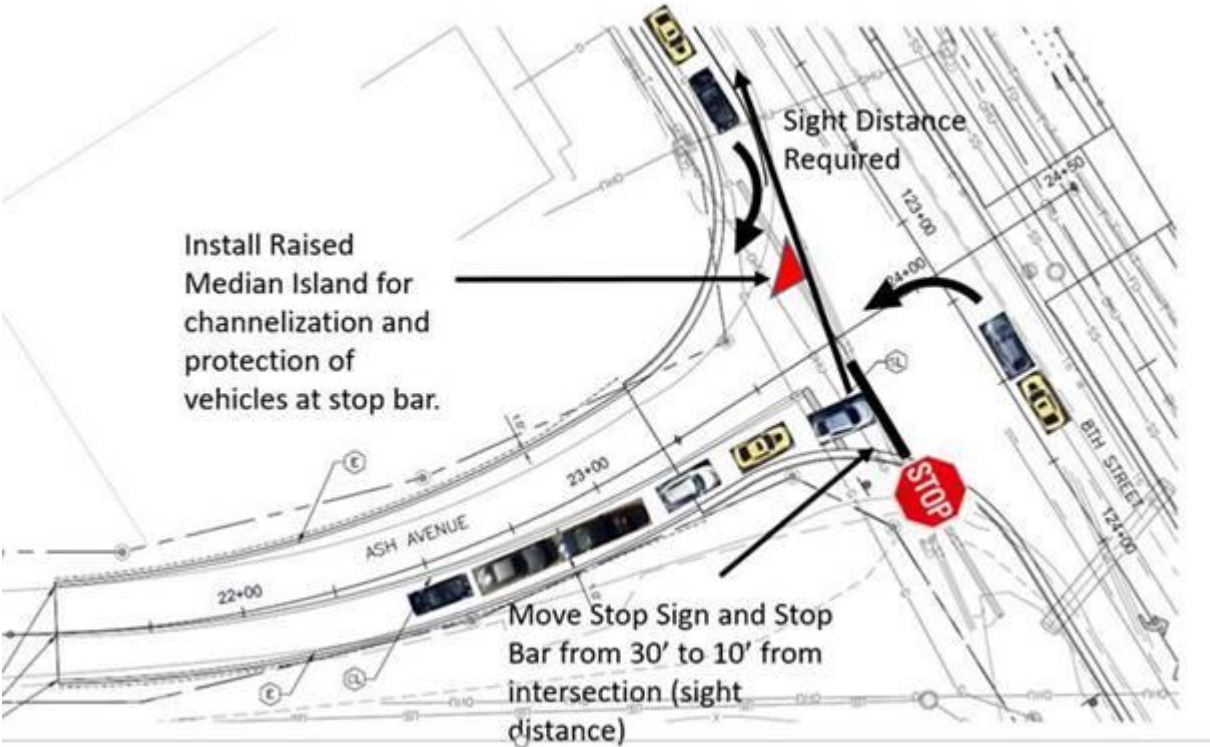 Sight Distance
Required
24+50
123+00
Install Raised
Median Island for
channelization and
protection of
vehicles at stop bar.
24+00
8TH STREET
STOP
23+00
ASH AVENUE
124+00
22+00
Move Stop Sign and Stop
Bar from 30' to 10' from
intersection (sight
distance)